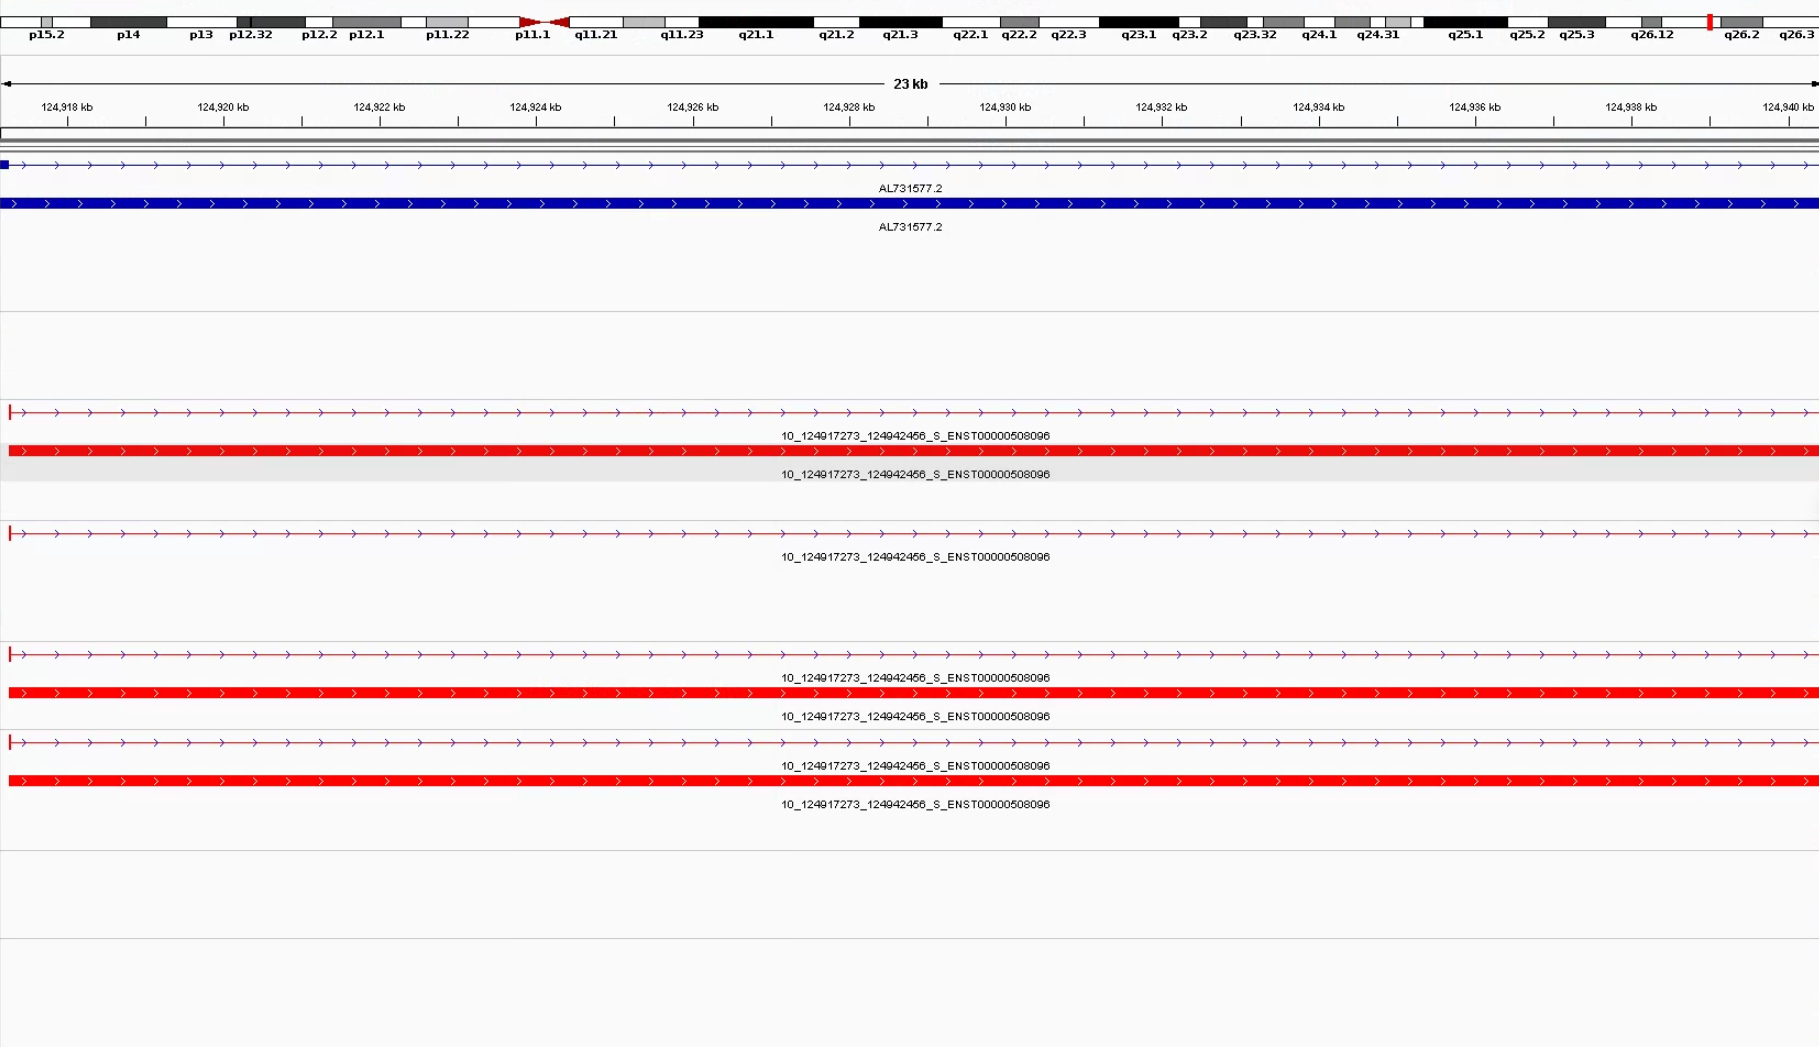 p15.2 p14 p13 p12.32 p12.2 p12.1 p11.22 p11.1 q11.21 q11.23 q21.1 q21.2 q21.3 q22.1 q22.2 q22.3 q23.1 q23.2 q23.32 q24.1 q24.31 q25.1 q25.2 q25.3 q26.12 q26.2 q26.3
23 kb
124,918 kb 124,920 kb 124,922 kb 124,924 kb 124,926 kb 124,928 kb 124,930 kb 124,932 kb 124,934 kb 124,936 kb 124,938 kb 124,940 kb
AL731577.2
AL731577.2
10_124917273_124942456_S_ENST00000508096
10_124917273_124942456_S_ENST00000508096
10_124917273_124942456_S_ENST00000508096
10_124917273_124942456_S_ENST00000508096
10_124917273_124942456_S_ENST00000508096
10_124917273_124942456_S_ENST00000508096
10_124917273_124942456_S_ENST00000508096